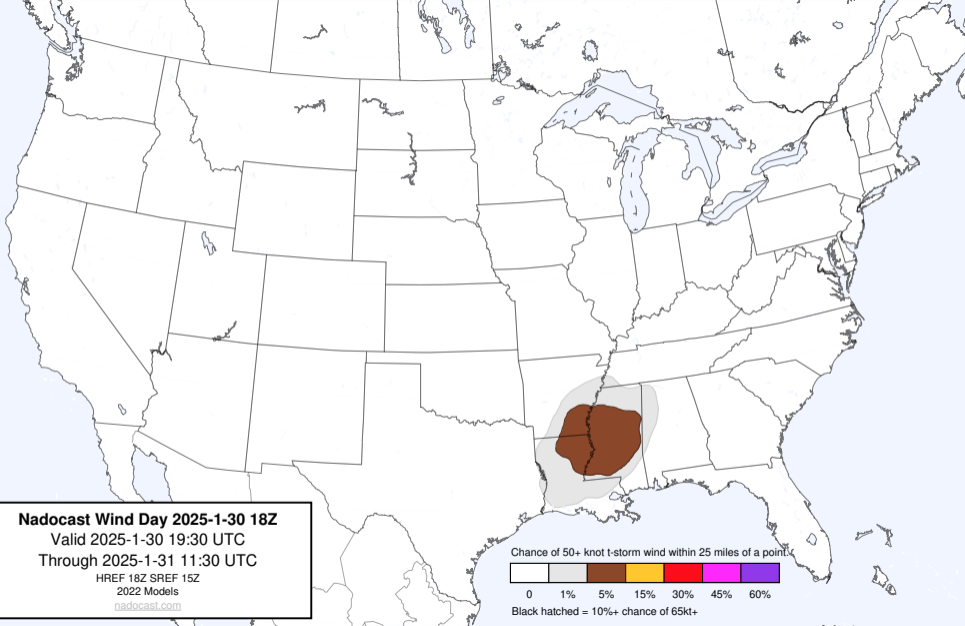 Nadocast Wind Day 2025-1-30 18Z
Valid 2025-1-30 19:30 UTC
Through 2025-1-31 11:30 UTC
HREF 18Z SREF 15Z
2022 Models
nadocast.com
Chance of 50+ knot t-storm wind within 25 miles of a point.
0 1% 5% 15% 30% 45% 60%
Black hatched = 10%+ chance of 65kt+